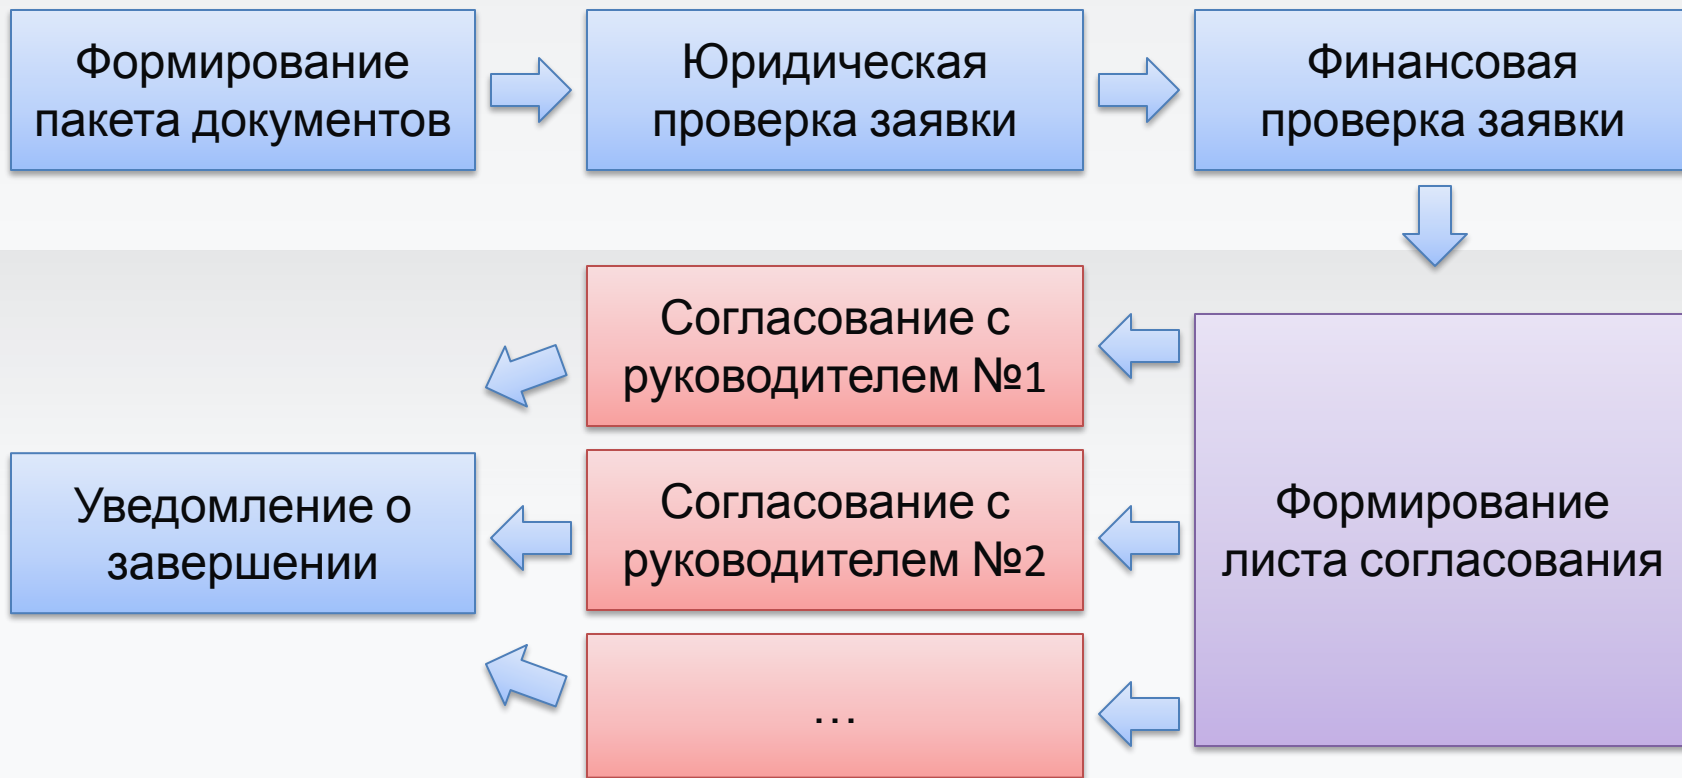 Формирование
пакета документов
Юридическая
проверка заявки
Финансовая
проверка заявки
Согласование с
руководителем №1
Формирование
листа согласования
Согласование с
руководителем №2
Уведомление о
завершении
…